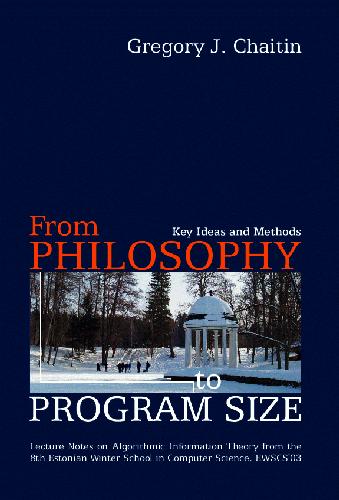 Gregory J. Chaitin
From
Key Ideas and Methods
PHILOSOPHY
to
PROGRAM SIZE
Lecture Notes on Algorithmic Information Theory from the
8th Estonian Winter School in Computer Science, EWSCS'03